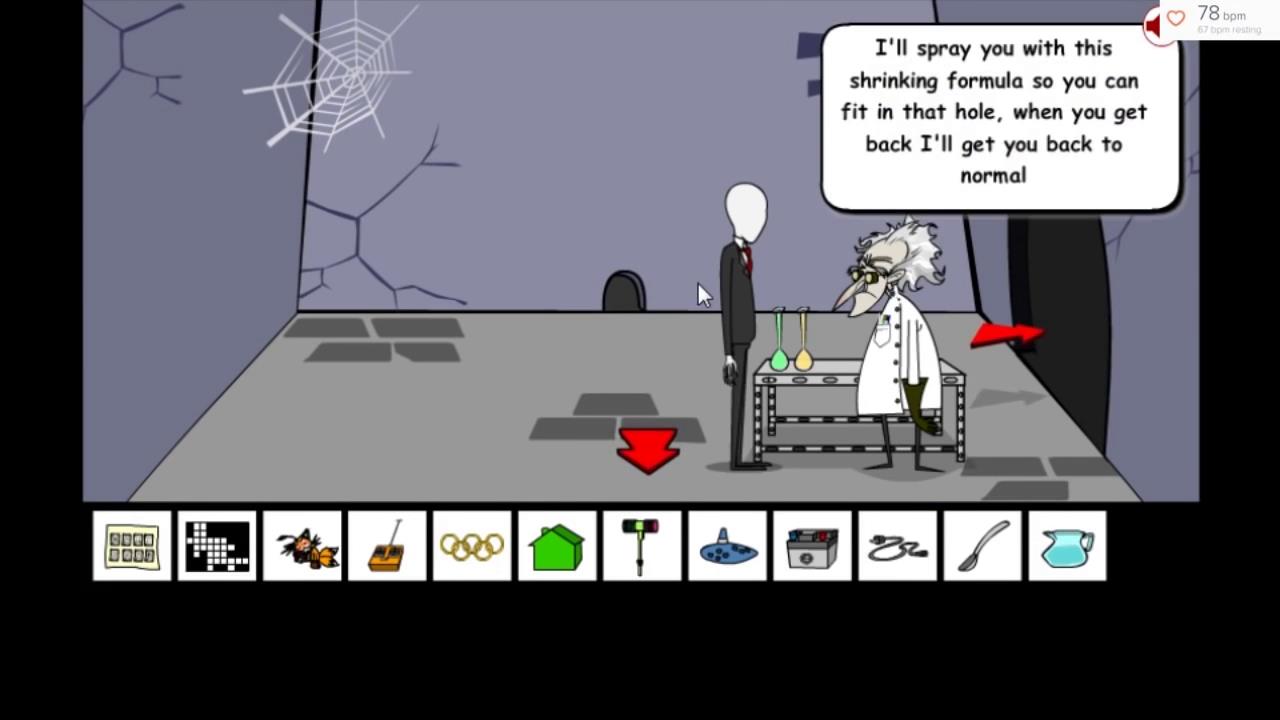 78 bpm
67 bpm resting
I'll spray you with this
shrinking formula so you can
fit in that hole, when you get
back I'll get you back to
normal